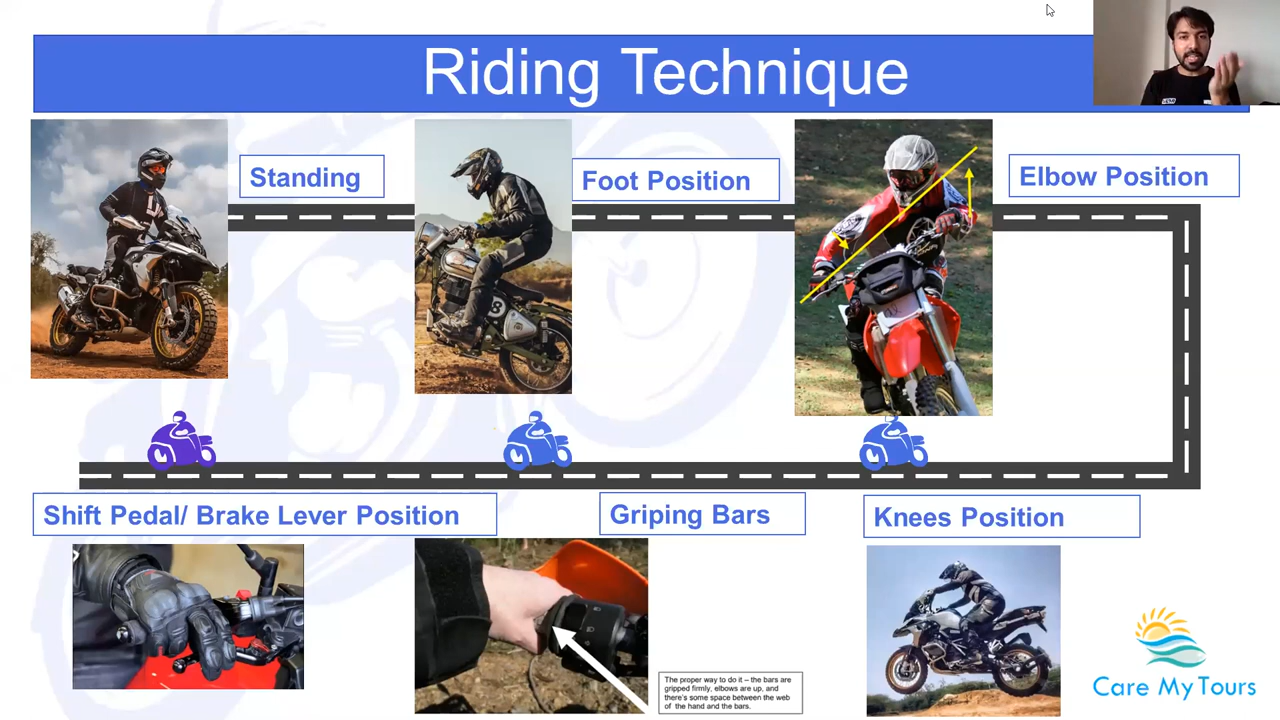 Riding Technique
Standing
Foot Position
Elbow Position
Shift Pedal/ Brake Lever Position
Griping Bars
Knees Position
The proper way to do it – the bars are
gripped firmly, elbows are up, and
there's some space between the web
of the hand and the bars.
Care My Tours